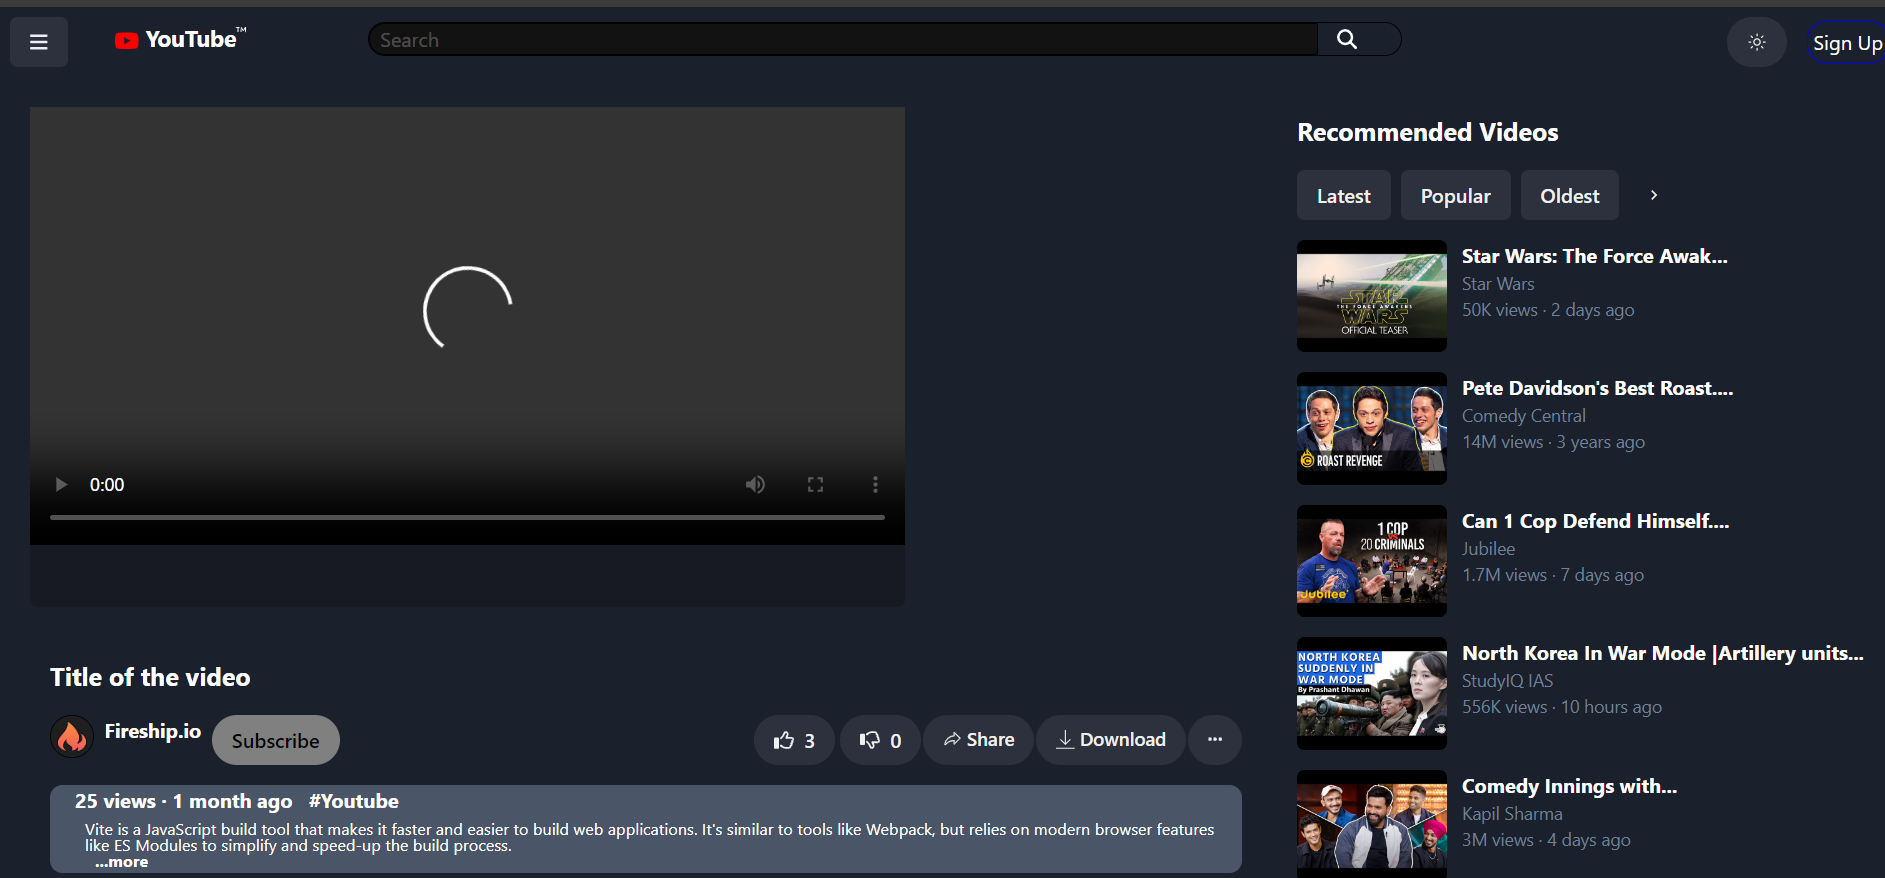 YouTube™
Search
Sign Up
0:00
Title of the video
Fireship.io
Subscribe
3
0
Share
Download
25 views · 1 month ago #Youtube
Vite is a JavaScript build tool that makes it faster and easier to build web applications. It's similar to tools like Webpack, but relies on modern browser features
like ES Modules to simplify and speed-up the build process.
...more
Recommended Videos
Latest
Popular
Oldest
STAR
THE FORCE AWAKENS
WARS
OFFICIAL TEASER
Star Wars: The Force Awak...
Star Wars
50K views · 2 days ago
ROAST REVENGE
Pete Davidson's Best Roast....
Comedy Central
14M views · 3 years ago
1 COP
VS
20 CRIMINALS
Jubilee
Can 1 Cop Defend Himself....
Jubilee
1.7M views · 7 days ago
NORTH KOREA
SUDDENLY IN
WAR MODE
By Prashant Dhawan
North Korea In War Mode |Artillery units...
StudyIQ IAS
556K views · 10 hours ago
Comedy Innings with...
Kapil Sharma
3M views · 4 days ago